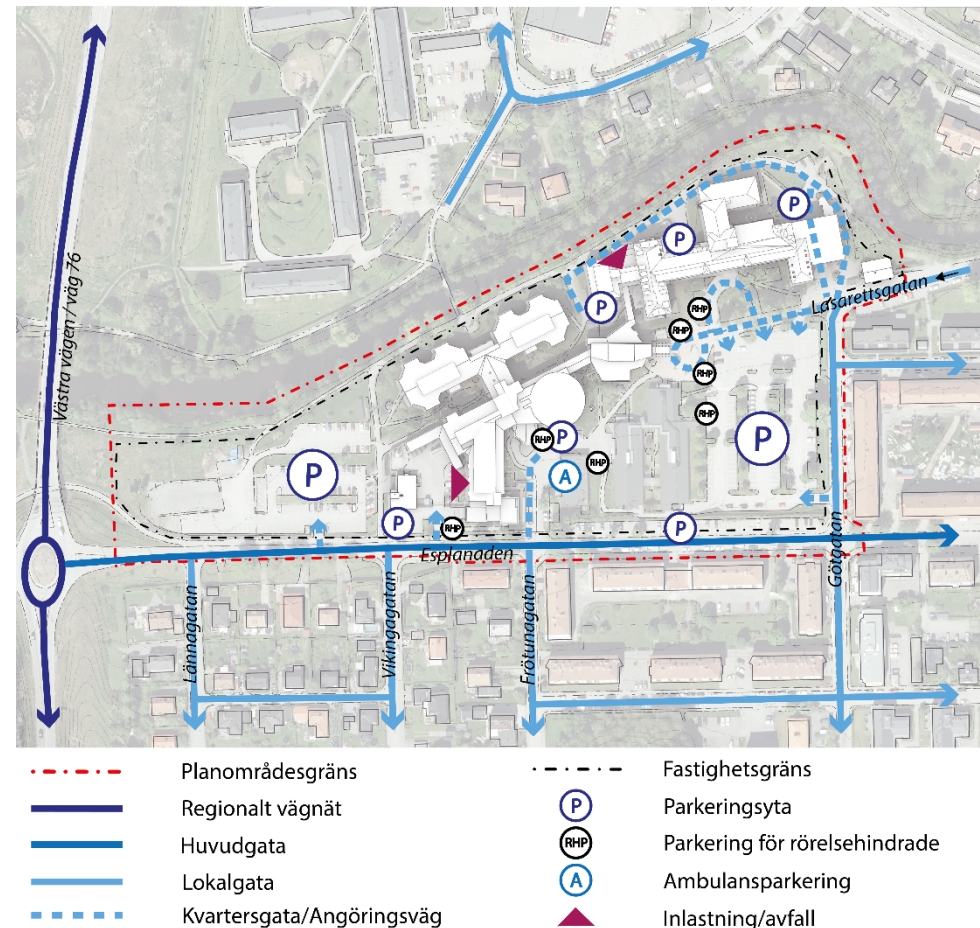 Västra vägen / väg 76
P
P
P
Lasarettsgatan
RHP
RHP
RHP
RHP
P
RHP
P
RHP
P
A
P
RHP
P
Esplanaden
Lännagatan
Vikingagatan
Frötunagatan
Götgatan
Planområdesgräns
Regionalt vägnät
Huvudgata
Lokalgata
Kvartersgata/Angöringsväg
Fastighetsgräns
P Parkeringsyta
RHP Parkering för rörelsehindrade
A Ambulansparkering
Inlastning/avfall